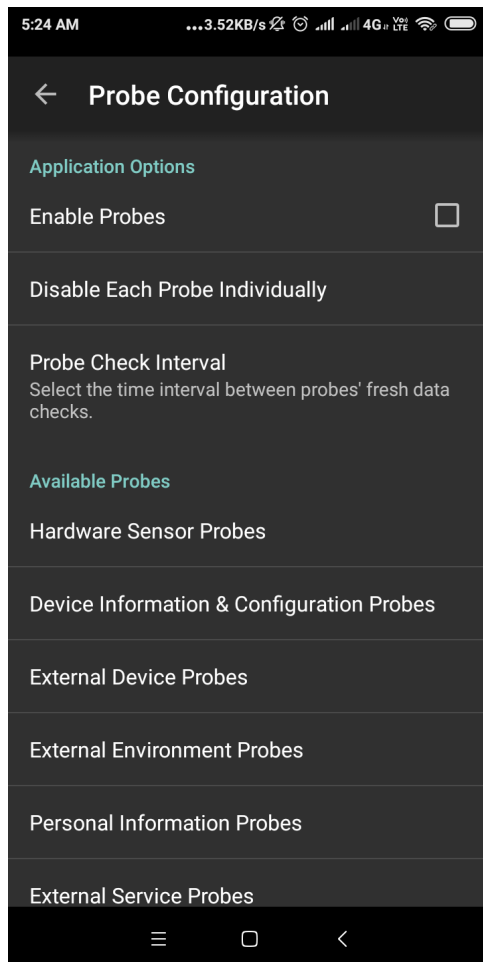 5:24 AM ...3.52KB/s 4G VoLTE
Probe Configuration
Application Options
Enable Probes
Disable Each Probe Individually
Probe Check Interval
Select the time interval between probes' fresh data
checks.
Available Probes
Hardware Sensor Probes
Device Information & Configuration Probes
External Device Probes
External Environment Probes
Personal Information Probes
External Service Probes